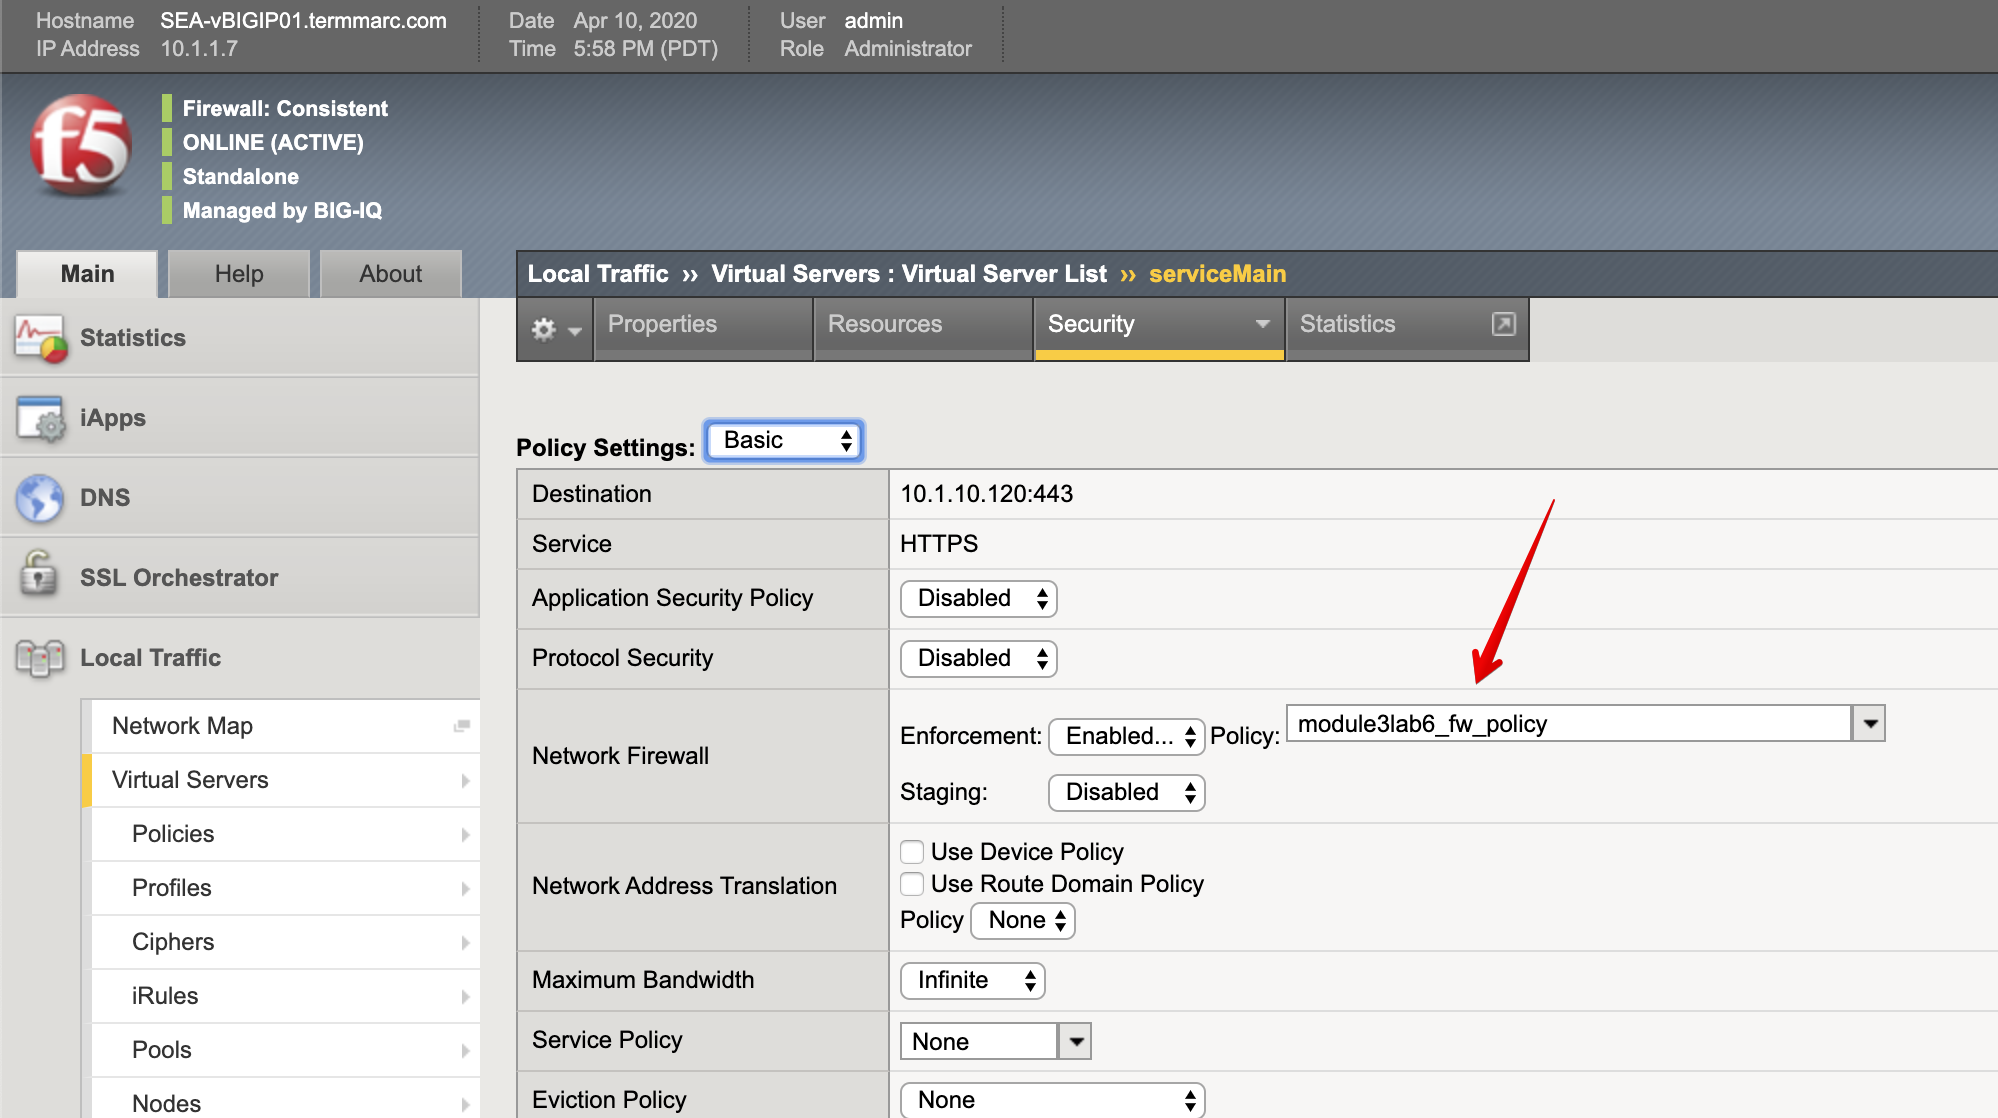 Hostname SEA-vBIGIP01.termmarc.com Date Apr 10, 2020 User admin
IP Address 10.1.1.7 Time 5:58 PM (PDT) Role Administrator
f5
Firewall: Consistent
ONLINE (ACTIVE)
Standalone
Managed by BIG-IQ
Main Help About
Local Traffic ›› Virtual Servers : Virtual Server List ›› serviceMain
Properties Resources Security Statistics
Statistics
iApps
DNS
SSL Orchestrator
Local Traffic
Network Map
Virtual Servers
Policies
Profiles
Ciphers
iRules
Pools
Nodes
Policy Settings: Basic
Destination 10.1.10.120:443
Service HTTPS
Application Security Policy Disabled
Protocol Security Disabled
Network Firewall Enforcement: Enabled... Policy: module3lab6_fw_policy
Staging: Disabled
Network Address Translation Use Device Policy
Use Route Domain Policy
Policy None
Maximum Bandwidth Infinite
Service Policy None
Eviction Policy None